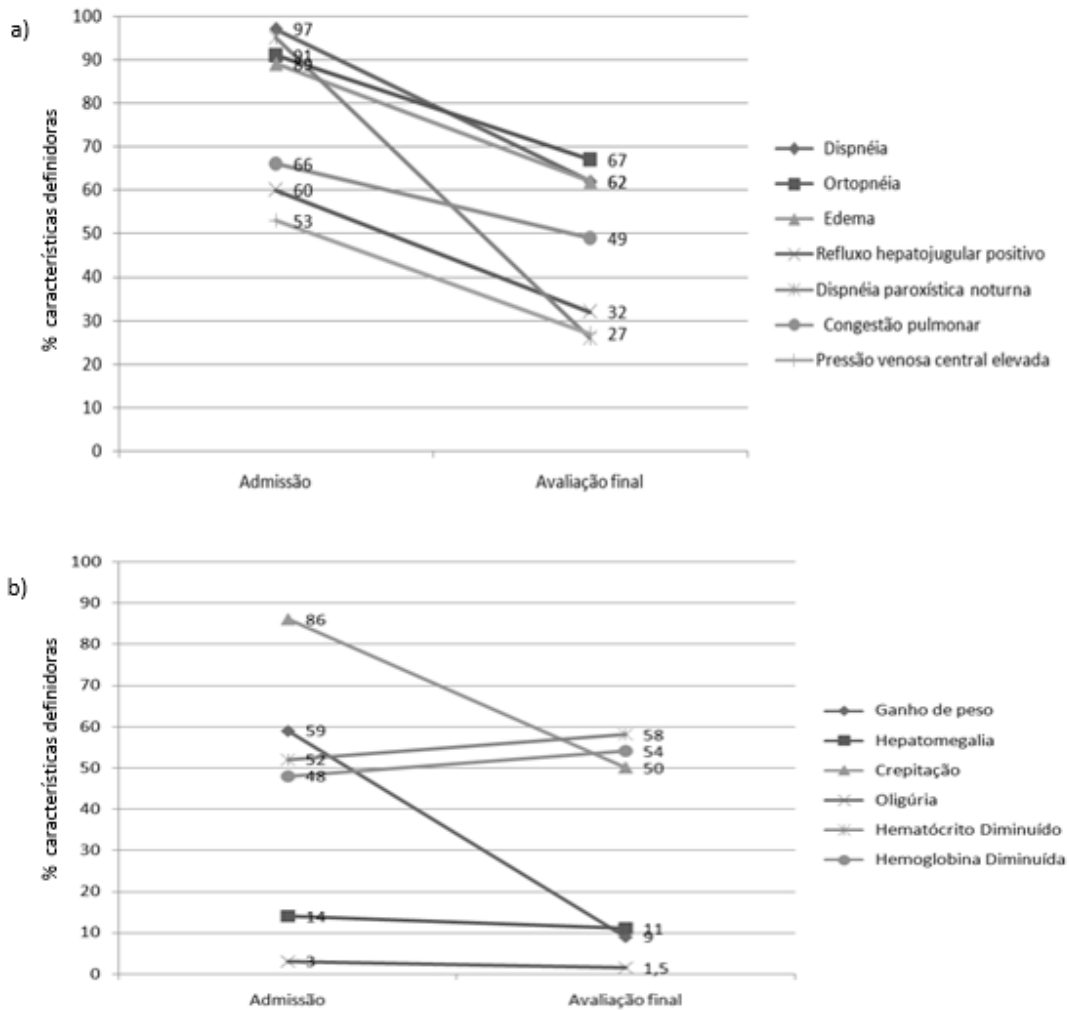 a)
% características definidoras
100
90
80
70
60
50
40
30
20
10
0
97
91
89
66
60
53
67
62
49
32
27
Admissão
Avaliação final
Dispnéia
Ortopnéia
Edema
Refluxo hepatojugular positivo
Dispnéia paroxística noturna
Congestão pulmonar
Pressão venosa central elevada
b)
% características definidoras
100
90
80
70
60
50
40
30
20
10
0
86
59
52
48
14
3
58
54
50
11
9
1,5
Admissão
Avaliação final
Ganho de peso
Hepatomegalia
Crepitação
Oligúria
Hematócrito Diminuído
Hemoglobina Diminuída